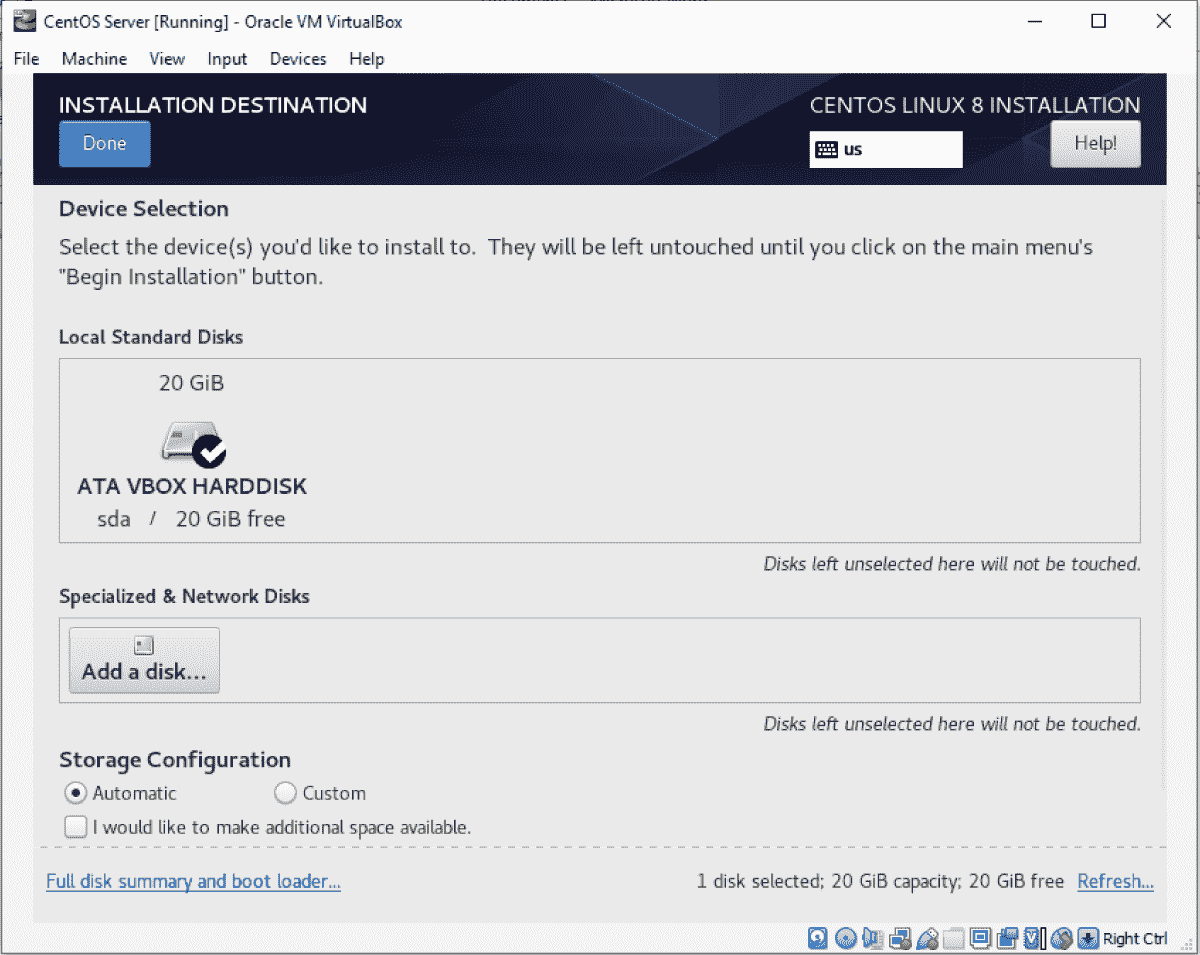 CentOS Server [Running] - Oracle VM VirtualBox
File Machine View Input Devices Help
INSTALLATION DESTINATION
CENTOS LINUX 8 INSTALLATION
Done
us
Help!
Device Selection
Select the device(s) you'd like to install to. They will be left untouched until you click on the main menu's
"Begin Installation" button.
Local Standard Disks
20 GiB
ATA VBOX HARDDISK
sda / 20 GiB free
Disks left unselected here will not be touched.
Specialized & Network Disks
Add a disk...
Disks left unselected here will not be touched.
Storage Configuration
Automatic Custom
I would like to make additional space available.
Full disk summary and boot loader...
1 disk selected; 20 GiB capacity; 20 GiB free Refresh...
Right Ctrl